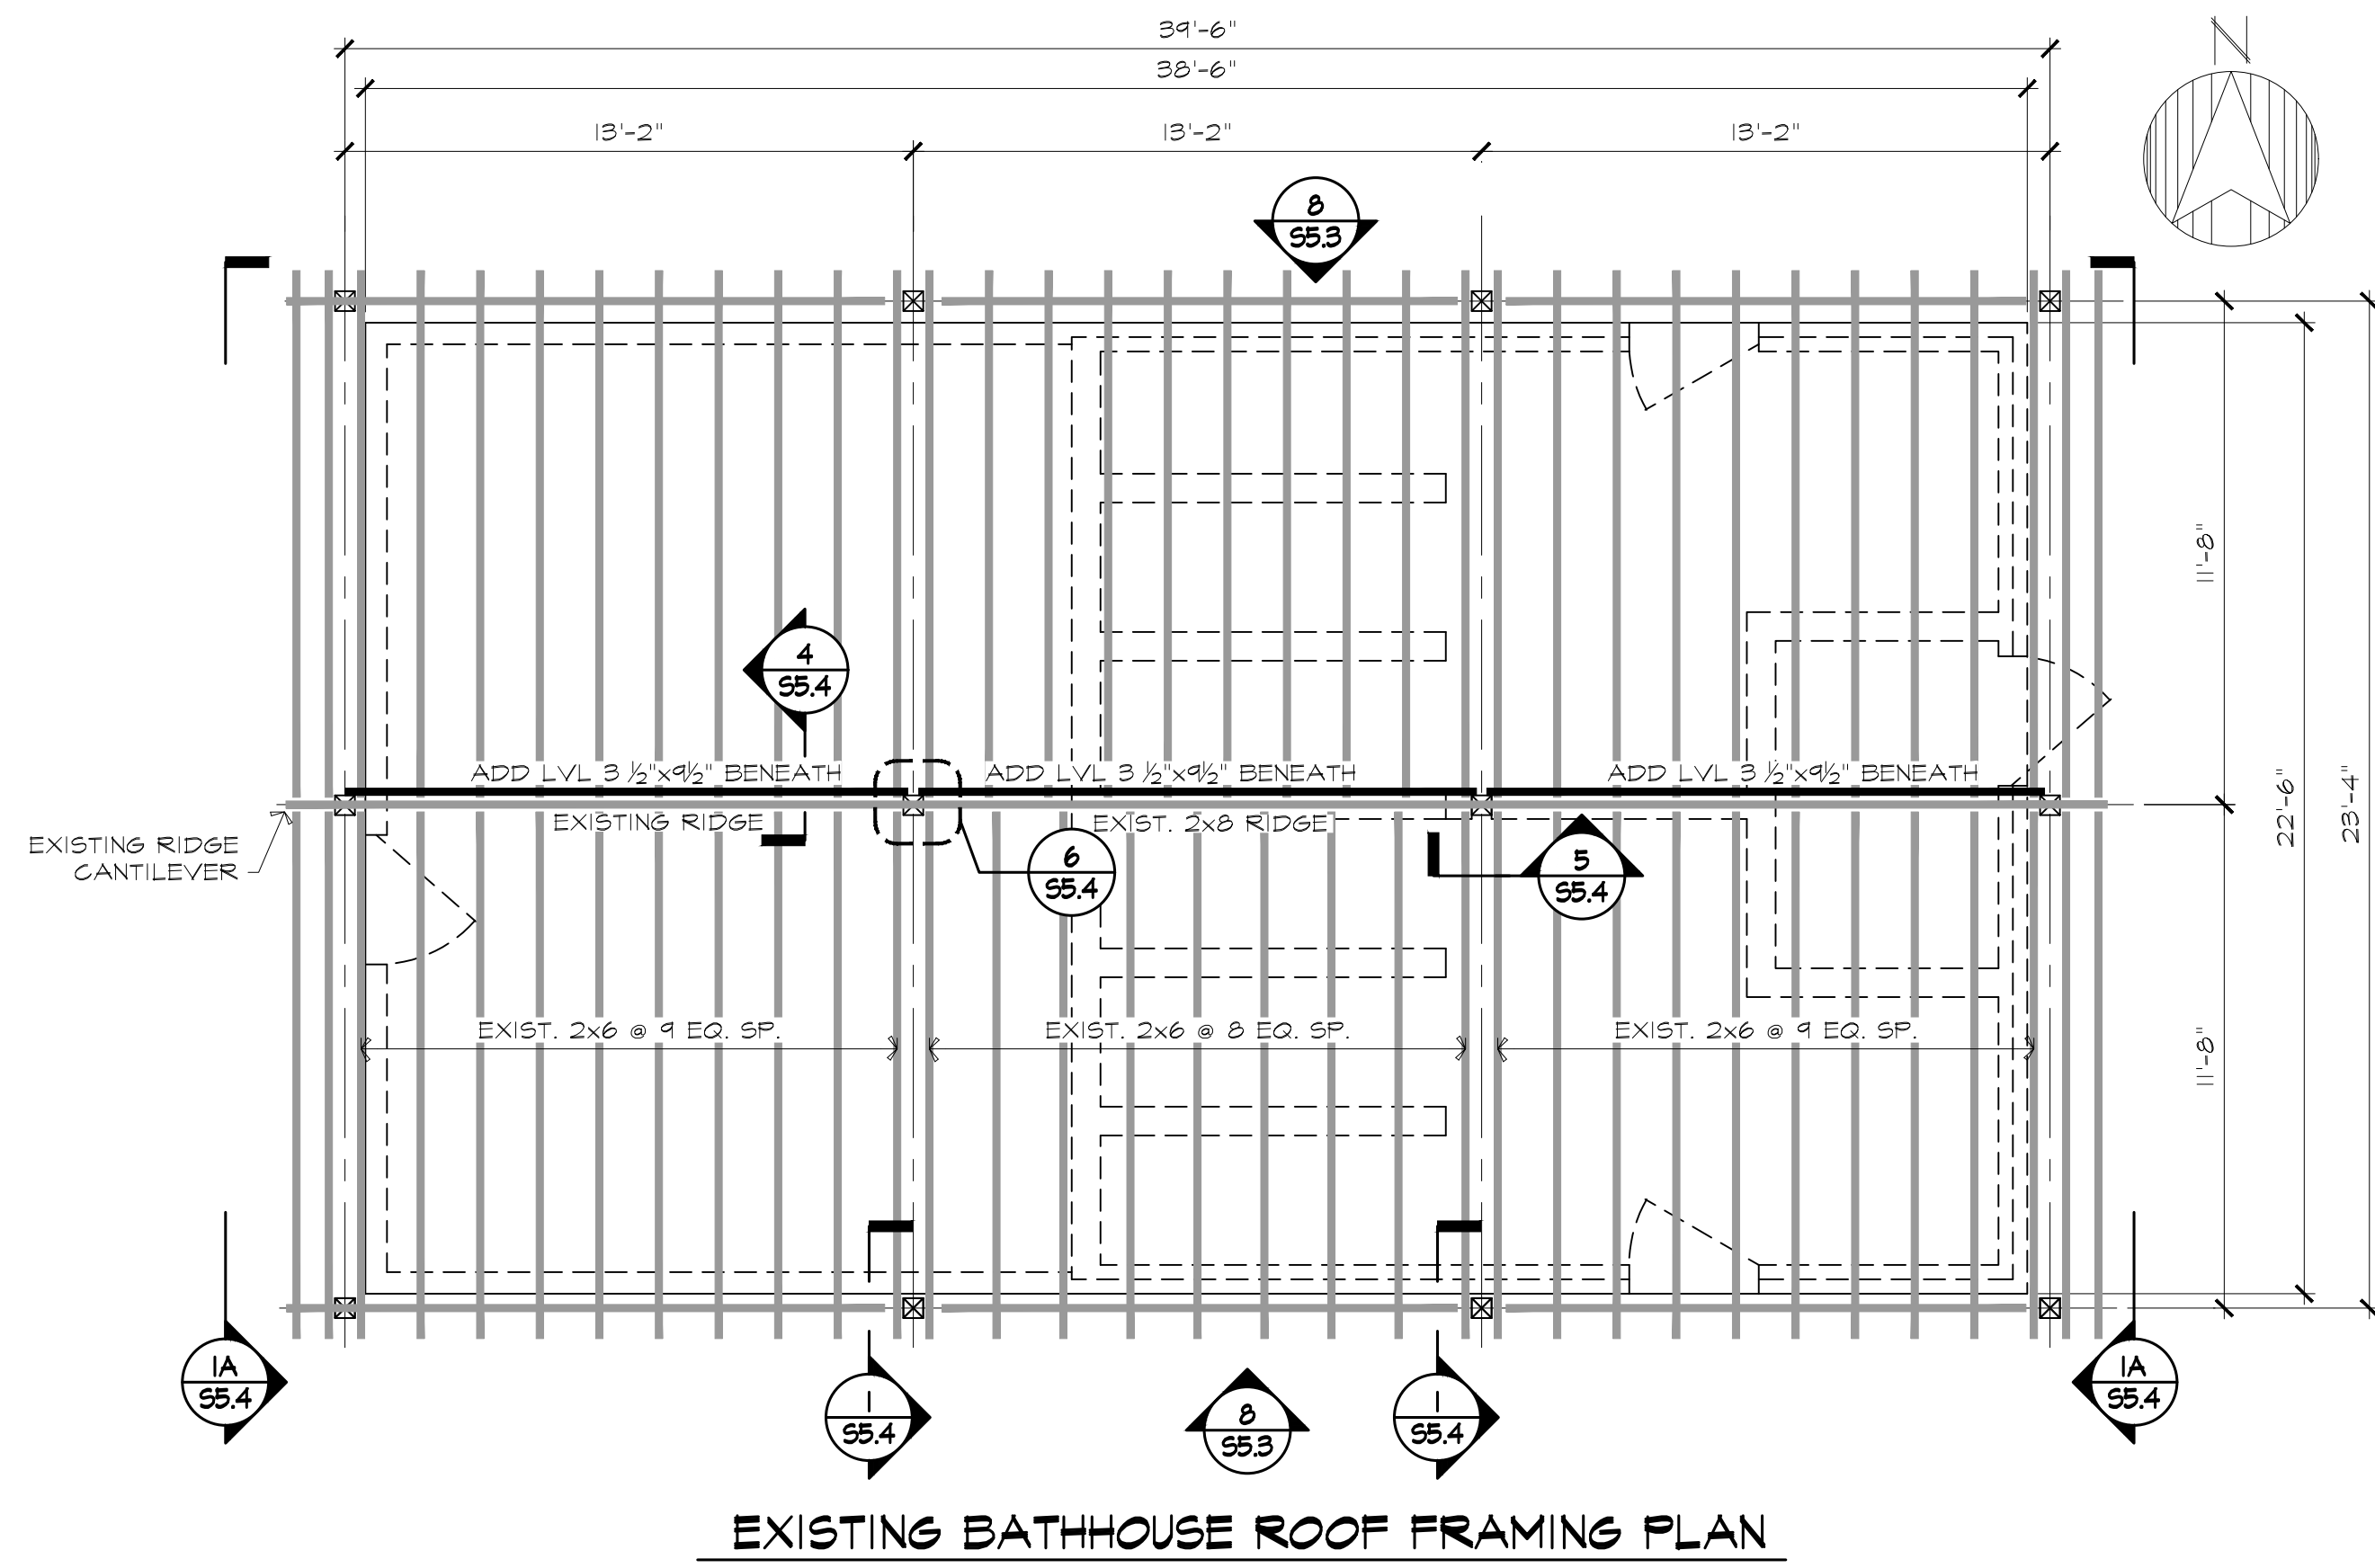 39'-6"
N
38'-6"
13'-2" 13'-2" 13'-2"
8
S5.3
11'-8"
4
S5.4
ADD LVL 3 ½"x9½" BENEATH ADD LVL 3 ½"x9½" BENEATH ADD LVL 3 ½"x9½" BENEATH
EXISTING RIDGE EXIST. 2x8 RIDGE
22'-6"
23'-4"
EXISTING RIDGE
CANTILEVER
6
S5.4
5
S5.4
EXIST. 2x6 @ 9 EQ. SP. EXIST. 2x6 @ 8 EQ. SP. EXIST. 2x6 @ 9 EQ. SP.
11'-8"
1A
S5.4
1
S5.4
8
S5.3
1
S5.4
1A
S5.4
EXISTING BATHHOUSE ROOF FRAMING PLAN